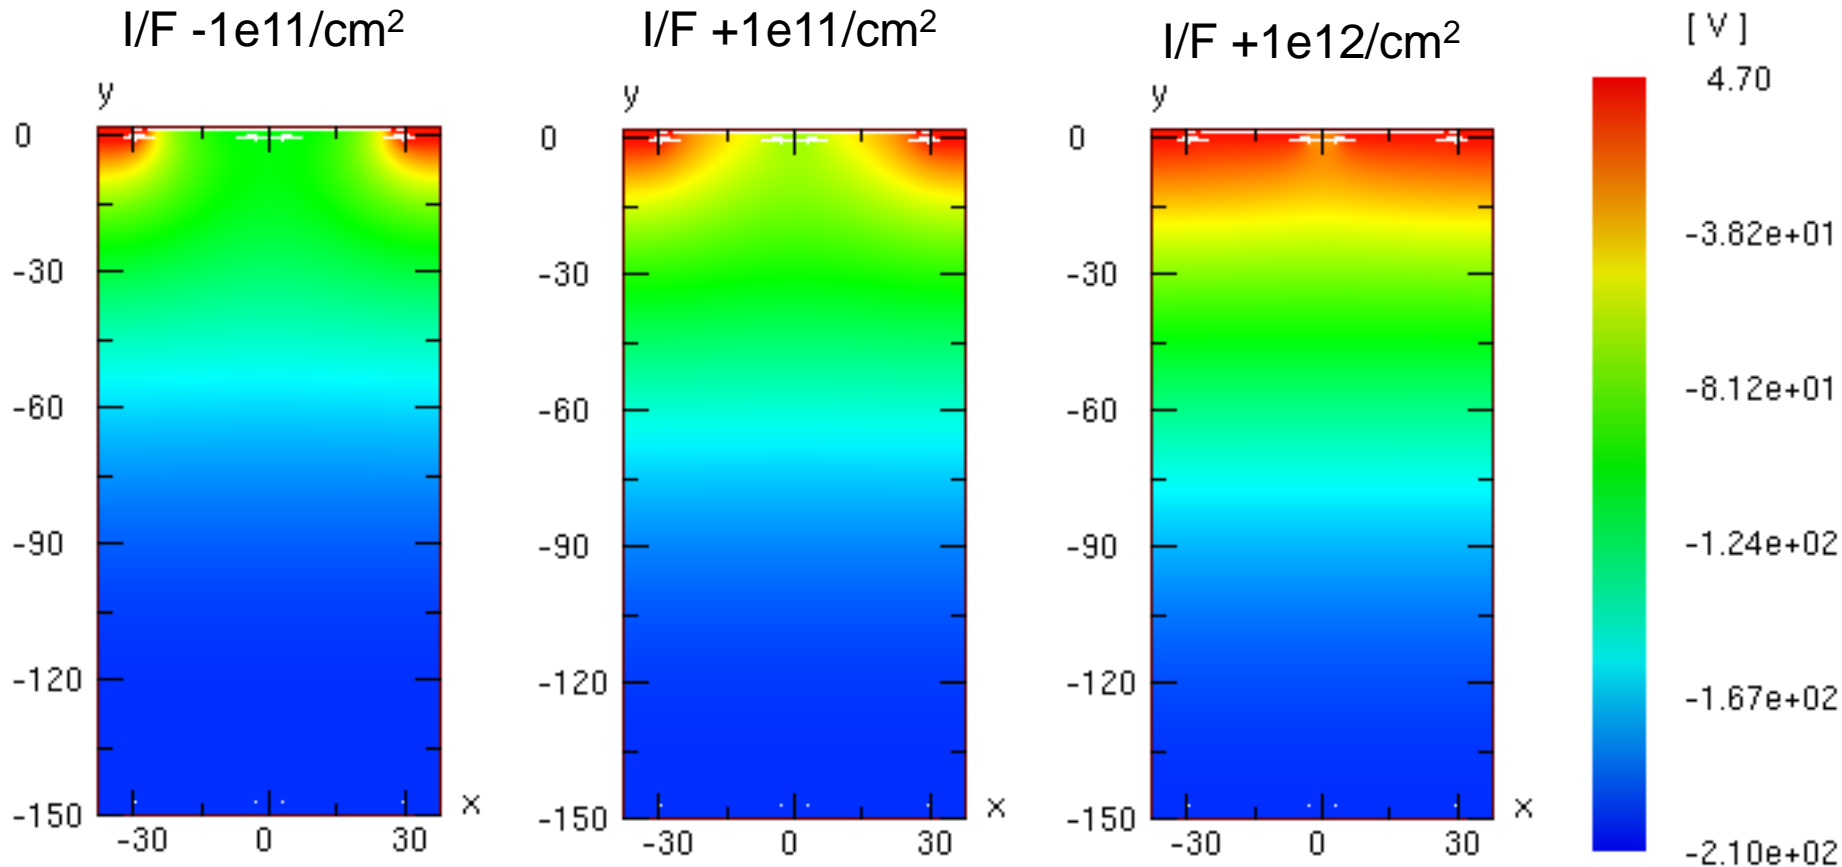 I/F -1e11/cm²
y
0
-30
-60
-90
-120
-150
-30 0 30
x
I/F +1e11/cm²
y
0
-30
-60
-90
-120
-150
-30 0 30
x
I/F +1e12/cm²
y
0
-30
-60
-90
-120
-150
-30 0 30
x
[ V ]
4.70
-3.82e+01
-8.12e+01
-1.24e+02
-1.67e+02
-2.10e+02